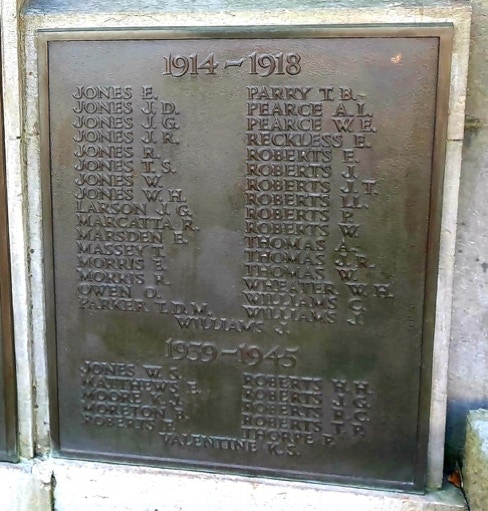 1914 - 1918
JONES E.
JONES J. D.
JONES J. G.
JONES J. R.
JONES R.
JONES T. S.
JONES W.
JONES W. H.
LARSON J. G.
MARCATTA R.
MARSDEN E.
MASSEY T.
MORRIS E.
MORRIS R.
OWEN O.
PARKER T. D. M.
PARRY T. B.
PEARCE A. L.
PEARCE W. E.
RECKLESS E.
ROBERTS E.
ROBERTS J.
ROBERTS J. T.
ROBERTS LL.
ROBERTS P.
ROBERTS W.
THOMAS A.
THOMAS J. R.
THOMAS W.
WHEATER W. H.
WILLIAMS G.
WILLIAMS J.
WILLIAMS J.
1939 - 1945
JONES W. S.
MATTHEWS E.
MOORE K. J.
MORETON R.
ROBERTS
ROBERTS H. H.
ROBERTS J. G.
ROBERTS
ROBERTS T. P.
THORPE P.
VALENTINE K. S.